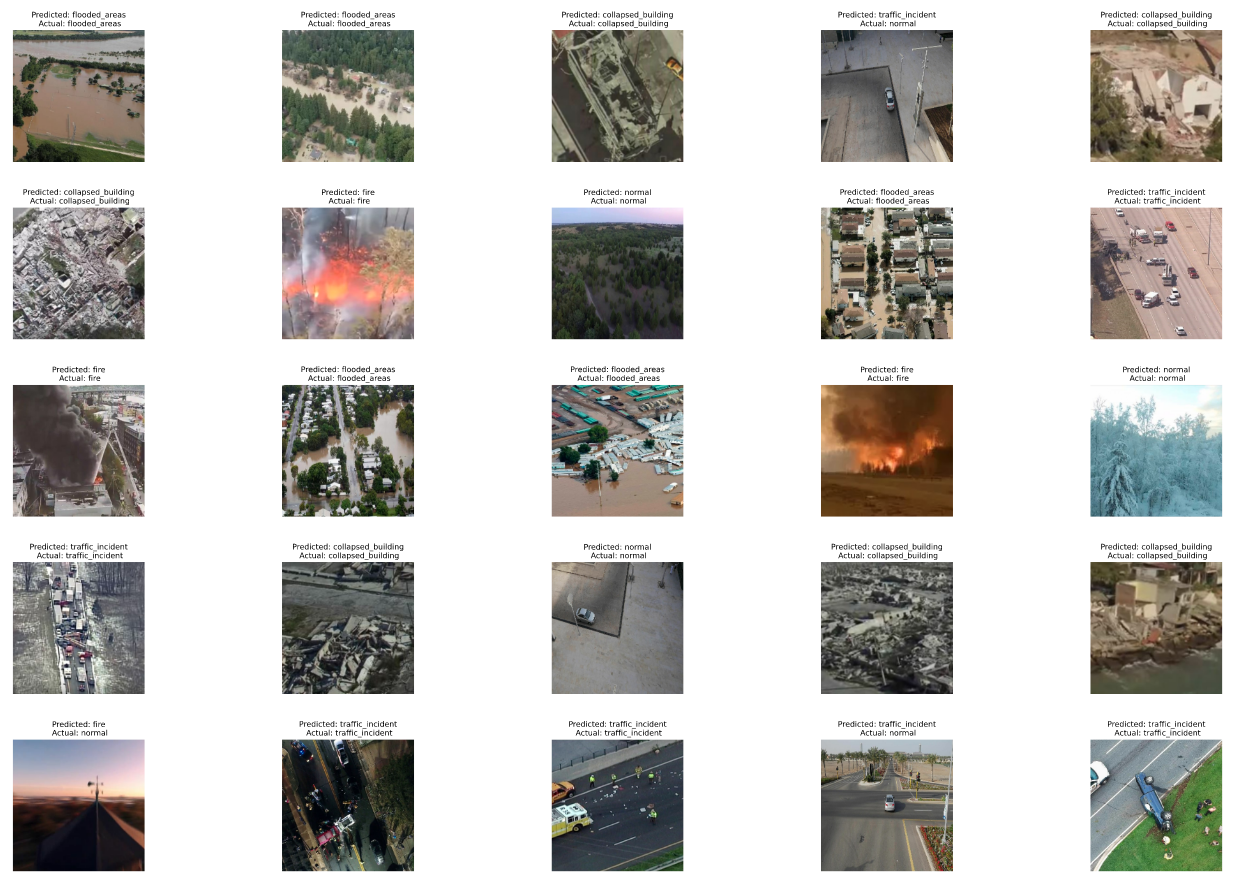 Predicted: flooded_areas
Actual: flooded_areas
Predicted: flooded_areas
Actual: flooded_areas
Predicted: collapsed_building
Actual: collapsed_building
Predicted: traffic_incident
Actual: normal
Predicted: collapsed_building
Actual: collapsed_building
Predicted: collapsed_building
Actual: collapsed_building
Predicted: fire
Actual: fire
Predicted: normal
Actual: normal
Predicted: flooded_areas
Actual: flooded_areas
Predicted: traffic_incident
Actual: traffic_incident
Predicted: fire
Actual: fire
Predicted: flooded_areas
Actual: flooded_areas
Predicted: flooded_areas
Actual: flooded_areas
Predicted: fire
Actual: fire
Predicted: normal
Actual: normal
Predicted: traffic_incident
Actual: traffic_incident
Predicted: collapsed_building
Actual: collapsed_building
Predicted: normal
Actual: normal
Predicted: collapsed_building
Actual: collapsed_building
Predicted: collapsed_building
Actual: collapsed_building
Predicted: fire
Actual: normal
Predicted: traffic_incident
Actual: traffic_incident
Predicted: traffic_incident
Actual: traffic_incident
Predicted: traffic_incident
Actual: normal
Predicted: traffic_incident
Actual: traffic_incident